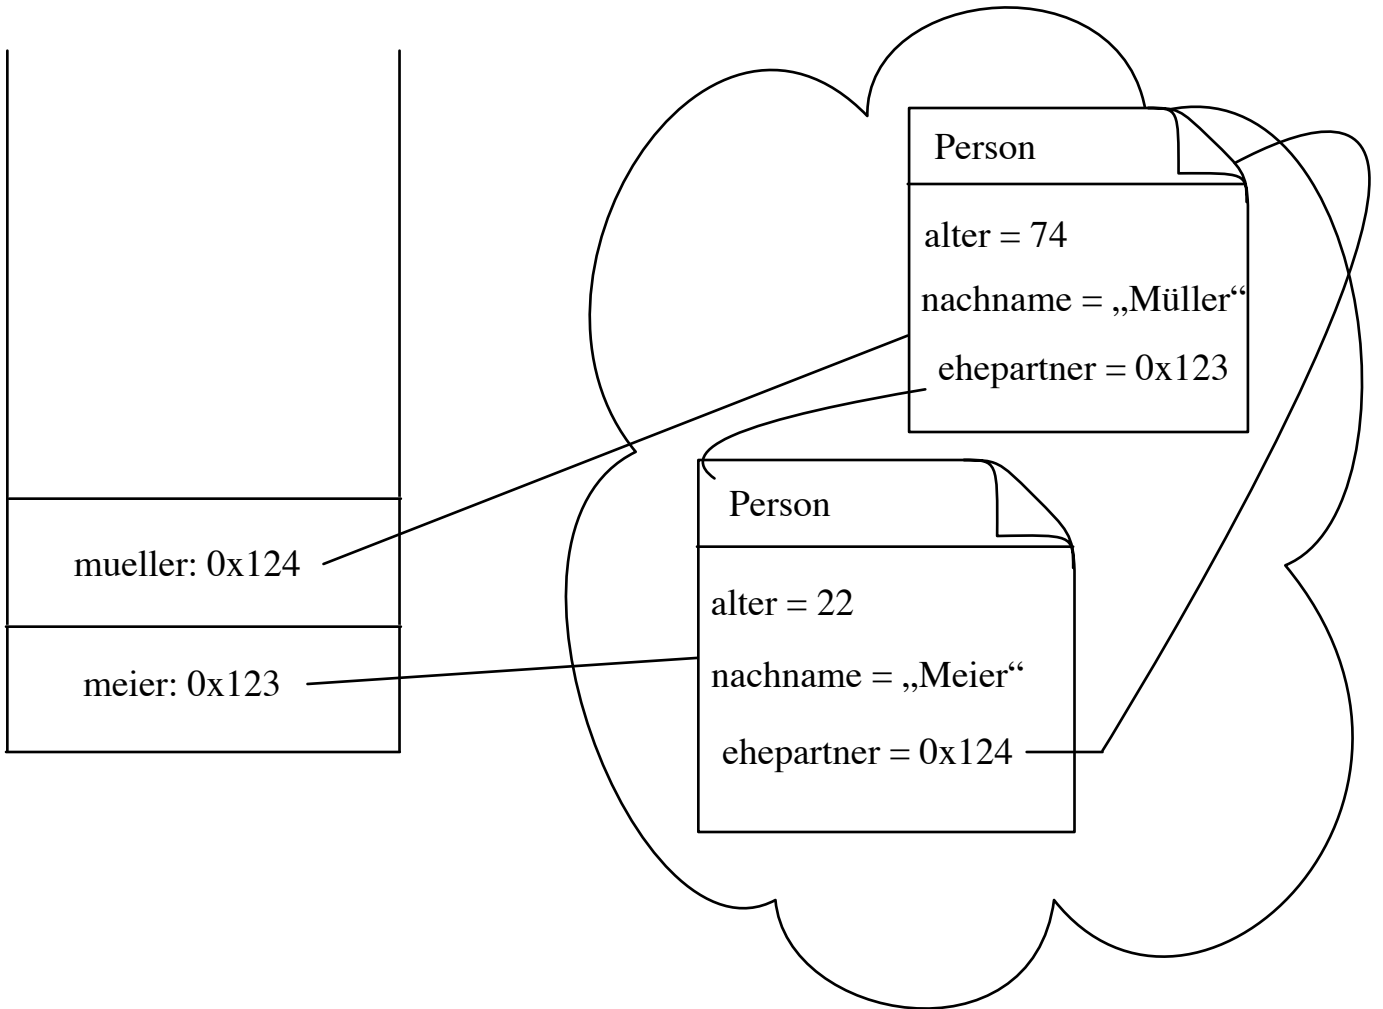 mueller: 0x124
meier: 0x123
Person
alter = 74
nachname = „Müller“
ehepartner = 0x123
Person
alter = 22
nachname = „Meier“
ehepartner = 0x124